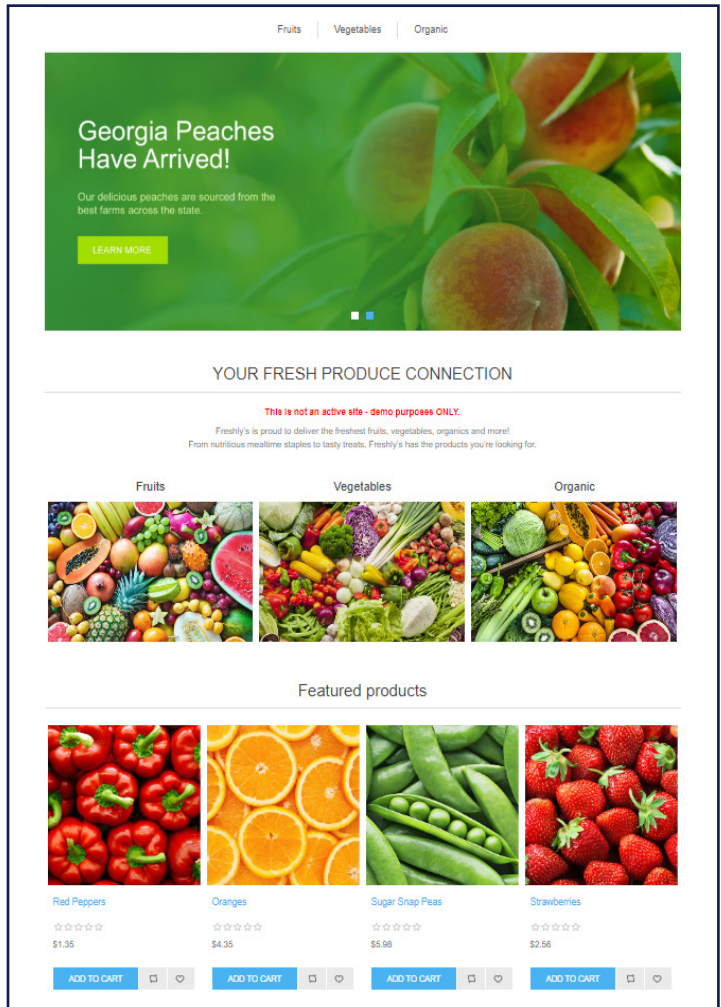 Fruits Vegetables Organic
Georgia Peaches
Have Arrived!
Our delicious peaches are sourced from the
best farms across the state.
LEARN MORE
YOUR FRESH PRODUCE CONNECTION
This is not an active site - demo purposes ONLY.
Freshly's is proud to deliver the freshest fruits, vegetables, organics and more!
From nutritious mealtime staples to tasty treats, Freshly's has the products you're looking for.
Fruits Vegetables Organic
Featured products
Red Peppers Oranges Sugar Snap Peas Strawberries
$1.35 $4.35 $5.98 $2.56
ADD TO CART ADD TO CART ADD TO CART ADD TO CART